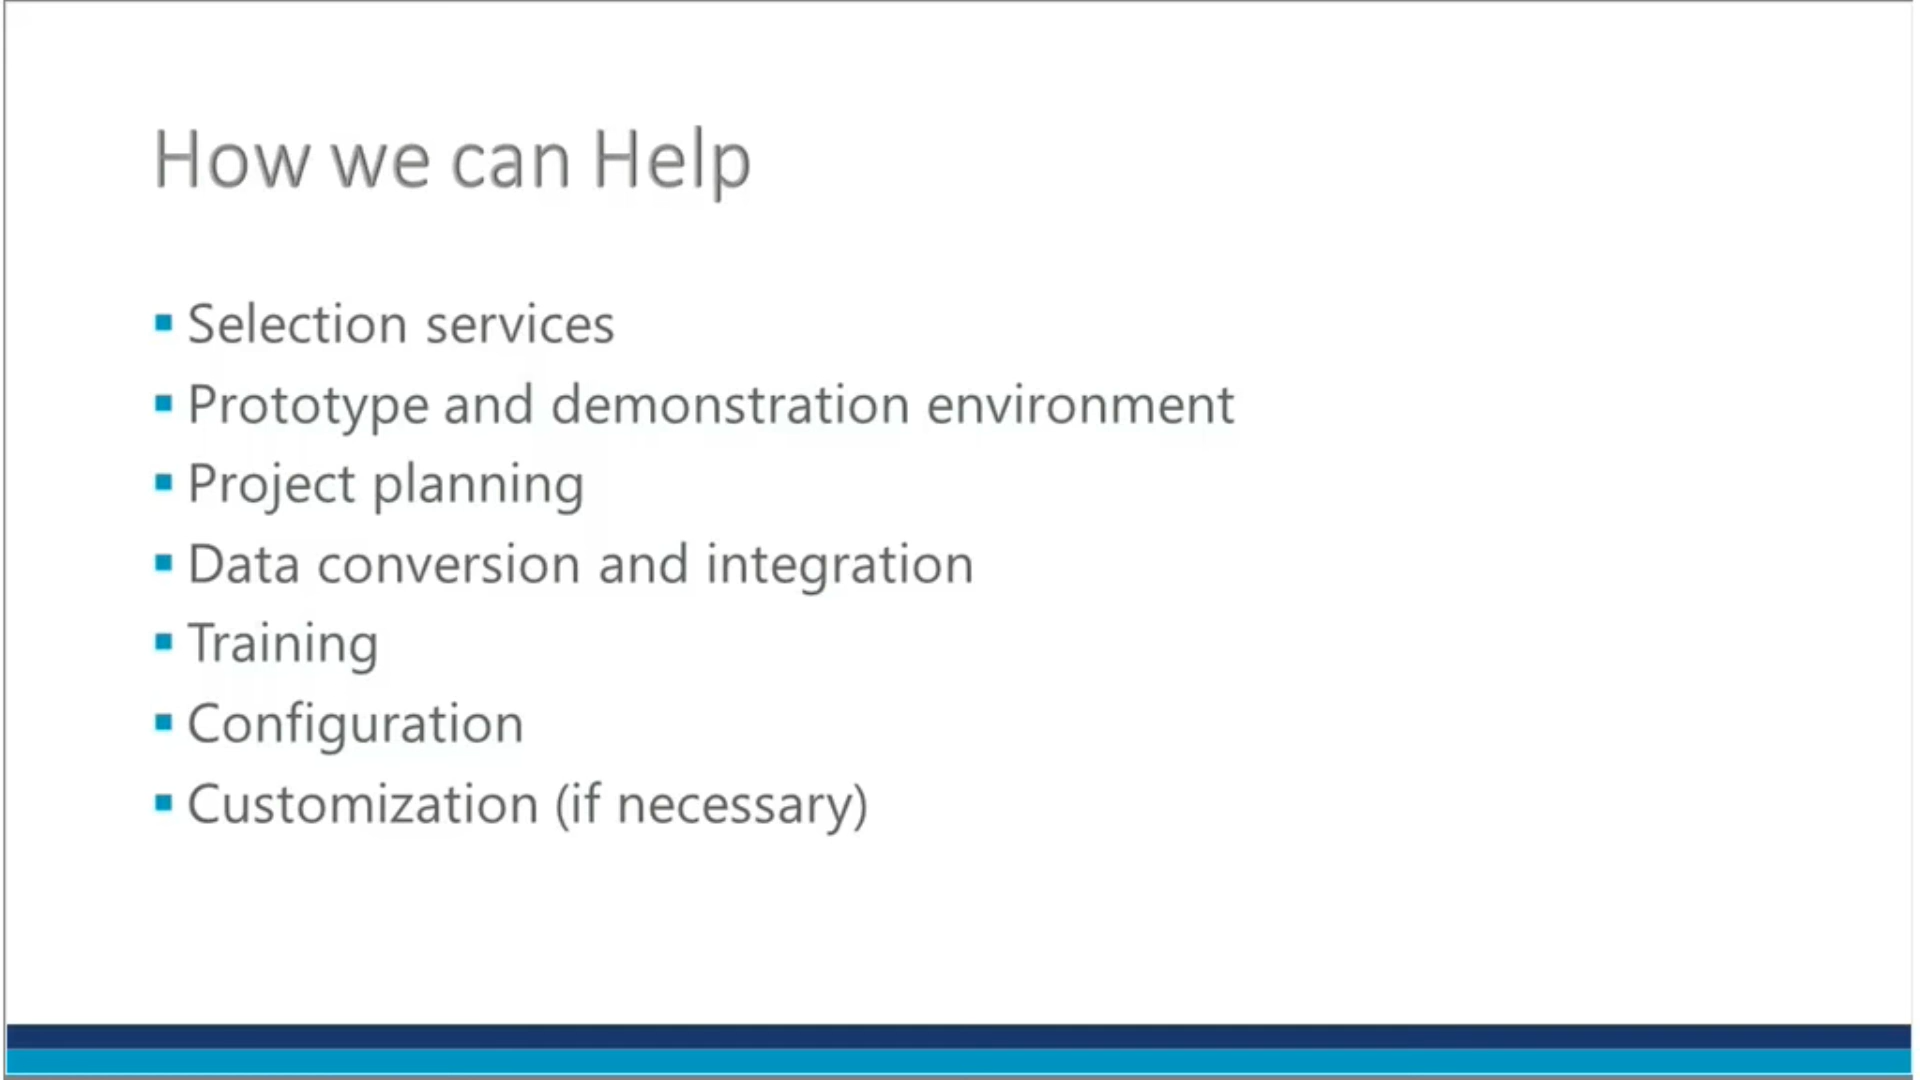 How we can Help
Selection services
Prototype and demonstration environment
Project planning
Data conversion and integration
Training
Configuration
Customization (if necessary)